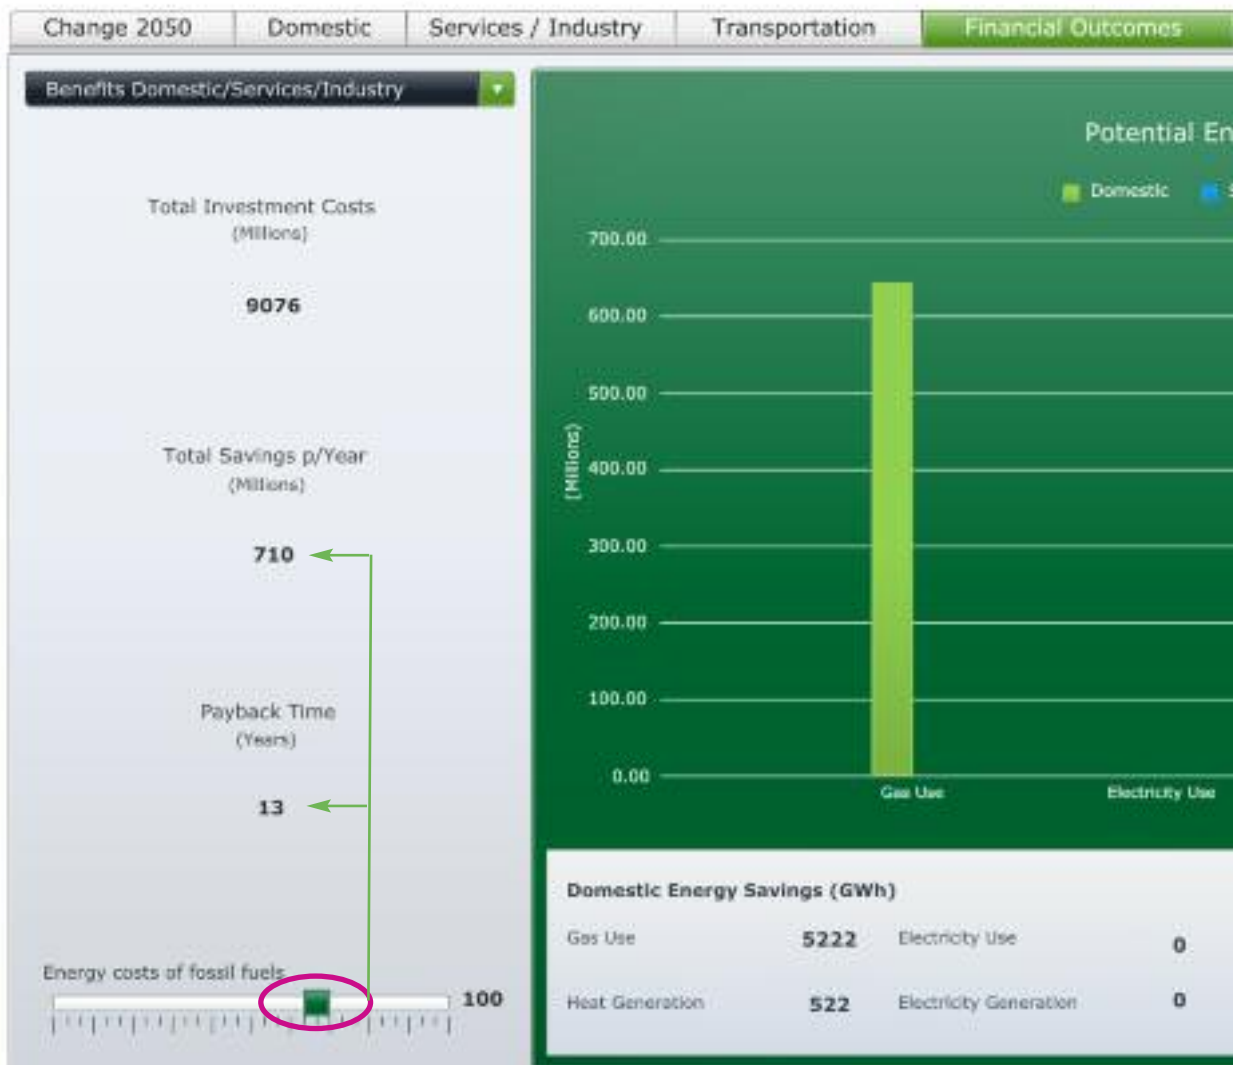 Change 2050
Domestic
Services / Industry
Transportation
Financial Outcomes
Benefits Domestic/Services/Industry
Total Investment Costs
(Millions)
9076
Total Savings p/Year
(Millions)
710
Payback Time
(Years)
13
Energy costs of fossil fuels
100
Potential En
Domestic
S
(Millions)
700.00
600.00
500.00
400.00
300.00
200.00
100.00
0.00
Gas Use
Electricity Use
Domestic Energy Savings (GWh)
Gas Use 5222 Electricity Use 0
Heat Generation 522 Electricity Generation 0